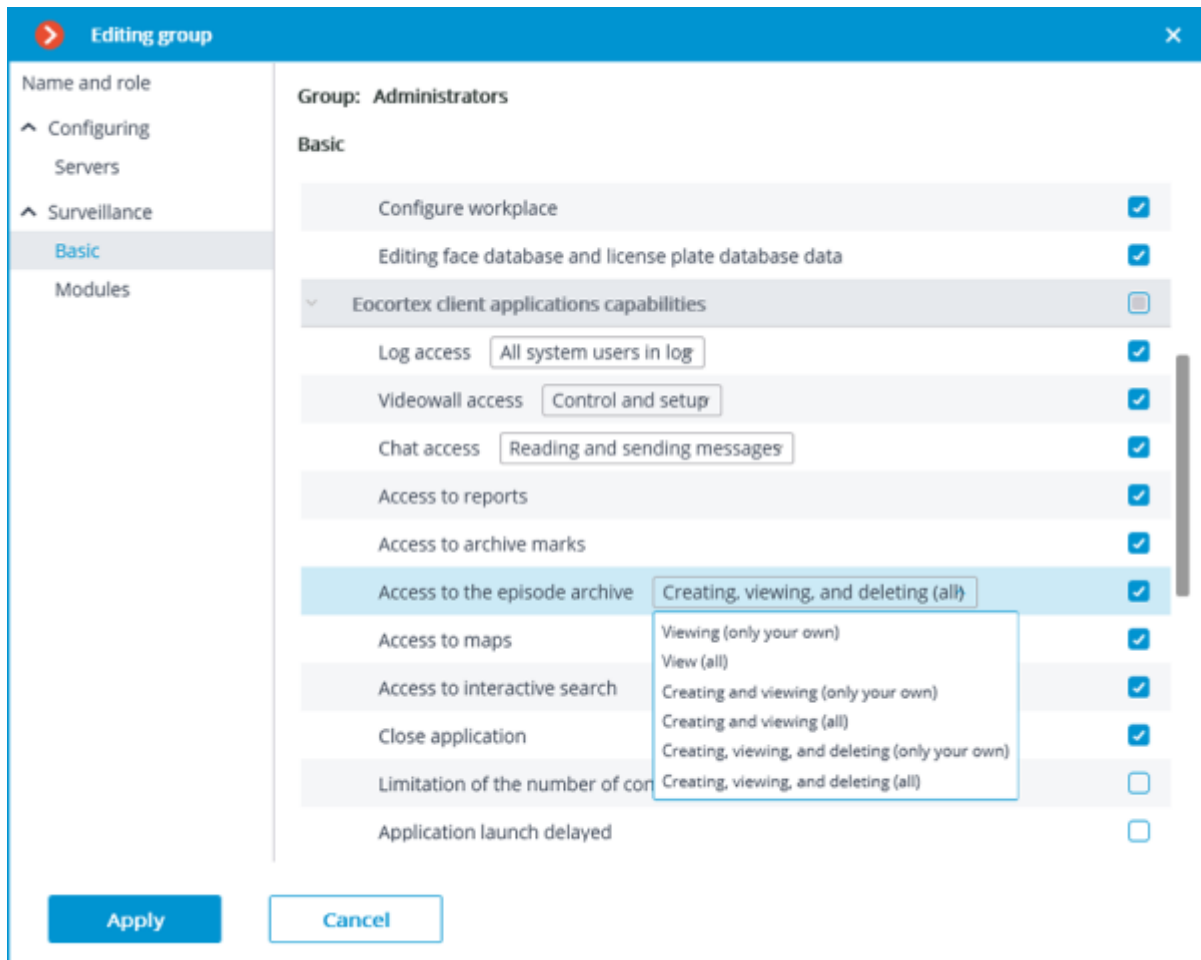 Editing group
Name and role
Configuring
Servers
Surveillance
Basic
Modules
Group: Administrators
Basic
Configure workplace
Editing face database and license plate database data
Eocortex client applications capabilities
Log access All system users in log
Videowall access Control and setup
Chat access Reading and sending messages
Access to reports
Access to archive marks
Access to the episode archive Creating, viewing, and deleting (all)
Viewing (only your own)
View (all)
Creating and viewing (only your own)
Creating and viewing (all)
Creating, viewing, and deleting (only your own)
Creating, viewing, and deleting (all)
Access to maps
Access to interactive search
Close application
Limitation of the number of
Application launch delayed
Apply
Cancel